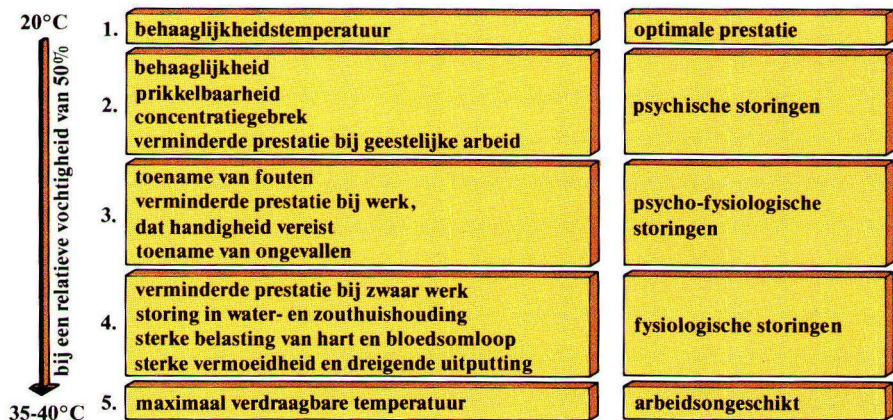 20°C
bij een relatieve vochtigheid van 50%
35-40°C
1. behaaglijkheidstemperatuur
optimale prestatie
2.
behaaglijkheid
prikkelbaarheid
concentratiegebrek
verminderde prestatie bij geestelijke arbeid
psychische storingen
3.
toename van fouten
verminderde prestatie bij werk,
dat handigheid vereist
toename van ongevallen
psycho-fysiologische
storingen
4.
verminderde prestatie bij zwaar werk
storing in water- en zouthuishouding
sterke belasting van hart en bloedsomloop
sterke vermoeidheid en dreigende uitputting
fysiologische storingen
5. maximaal verdraagbare temperatuur
arbeidsongeschikt